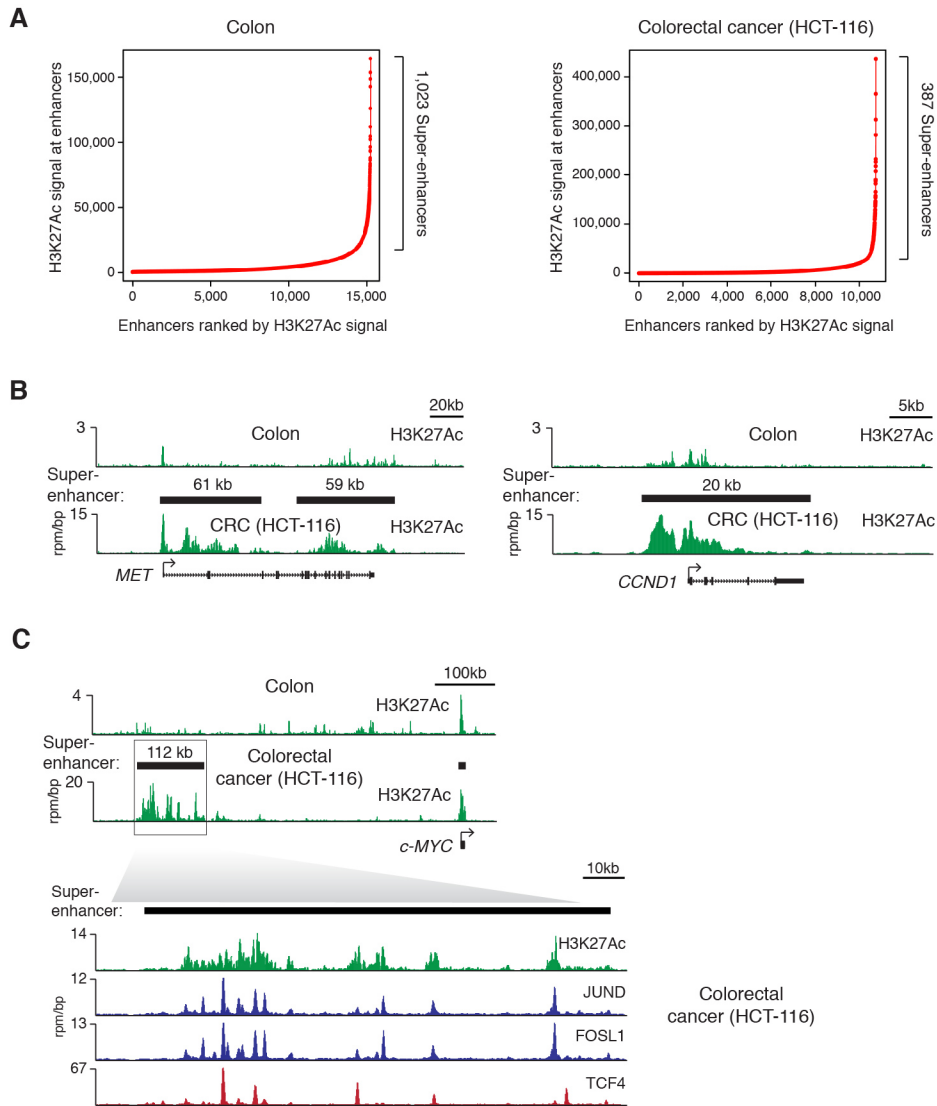 A
Colon
H3K27Ac signal at enhancers
150,000
100,000
50,000
0
0
5,000
10,000
15,000
Enhancers ranked by H3K27Ac signal
1,023 Super-enhancers
Colorectal cancer (HCT-116)
H3K27Ac signal at enhancers
400,000
300,000
200,000
100,000
0
0
2,000
4,000
6,000
8,000
10,000
Enhancers ranked by H3K27Ac signal
387 Super-enhancers
B
20kb
3
Colon
H3K27Ac
Super-
enhancer:
61 kb
59 kb
15
rpm/bp
CRC (HCT-116)
H3K27Ac
MET
5kb
3
Colon
H3K27Ac
Super-
enhancer:
20 kb
15
rpm/bp
CRC (HCT-116)
H3K27Ac
CCND1
C
100kb
4
Colon
H3K27Ac
Super-
enhancer:
112 kb
Colorectal
cancer (HCT-116)
20
rpm/bp
H3K27Ac
c-MYC
10kb
Super-
enhancer:
14
H3K27Ac
12
JUND
rpm/bp
13
FOSL1
67
TCF4
Colorectal
cancer (HCT-116)